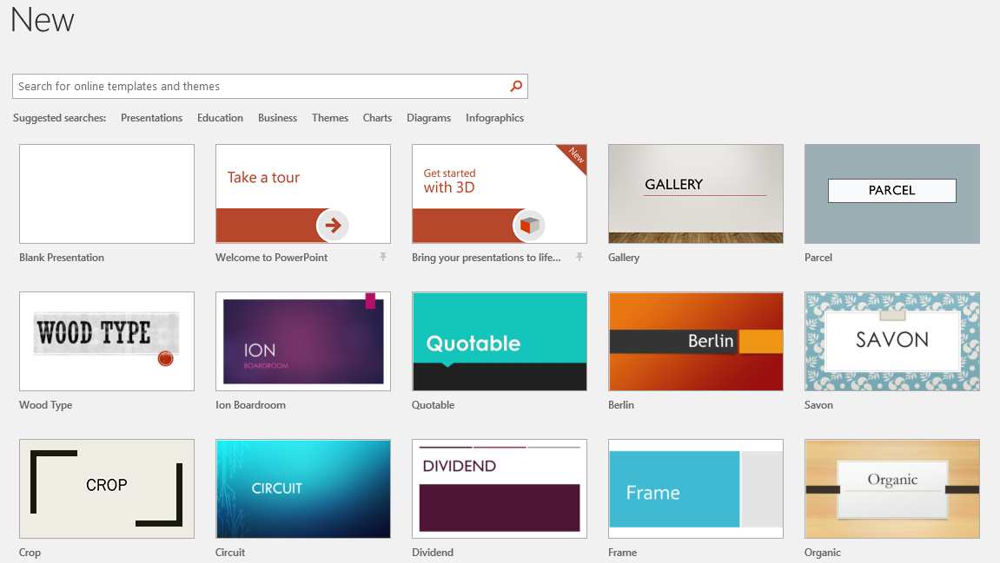 New
Search for online templates and themes
Suggested searches: Presentations Education Business Themes Charts Diagrams Infographics
Take a tour
Get started
with 3D
New
GALLERY
PARCEL
Blank Presentation
Welcome to PowerPoint
Bring your presentations to life...
Gallery
Parcel
WOOD TYPE
ION
BOARDROOM
Quotable
Berlin
SAVON
Wood Type
Ion Boardroom
Quotable
Berlin
Savon
CROP
CIRCUIT
DIVIDEND
Frame
Organic
Crop
Circuit
Dividend
Frame
Organic